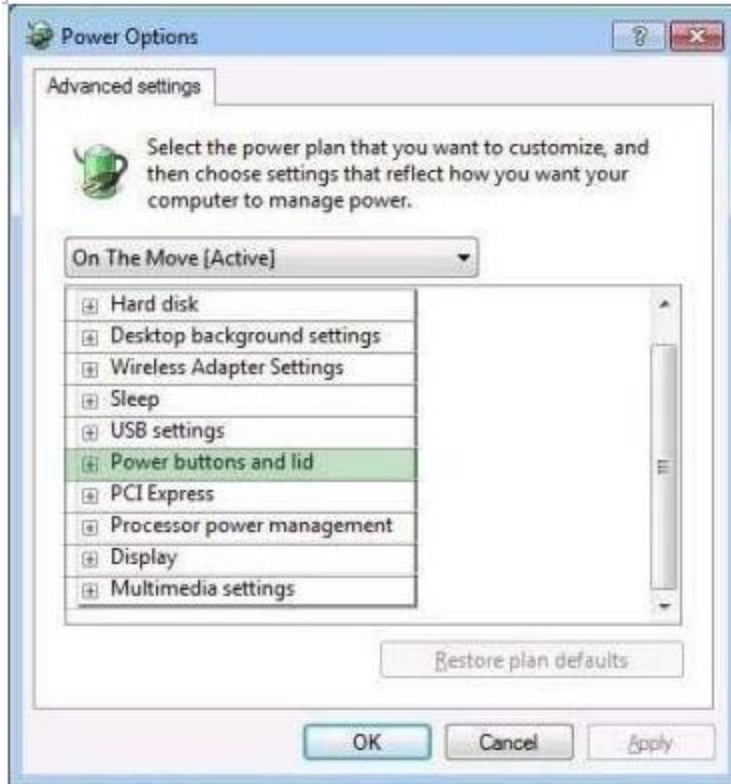 Power Options
Advanced settings
Select the power plan that you want to customize, and
then choose settings that reflect how you want your
computer to manage power.
On The Move [Active]
Hard disk
Desktop background settings
Wireless Adapter Settings
Sleep
USB settings
Power buttons and lid
PCI Express
Processor power management
Display
Multimedia settings
Restore plan defaults
OK Cancel Apply